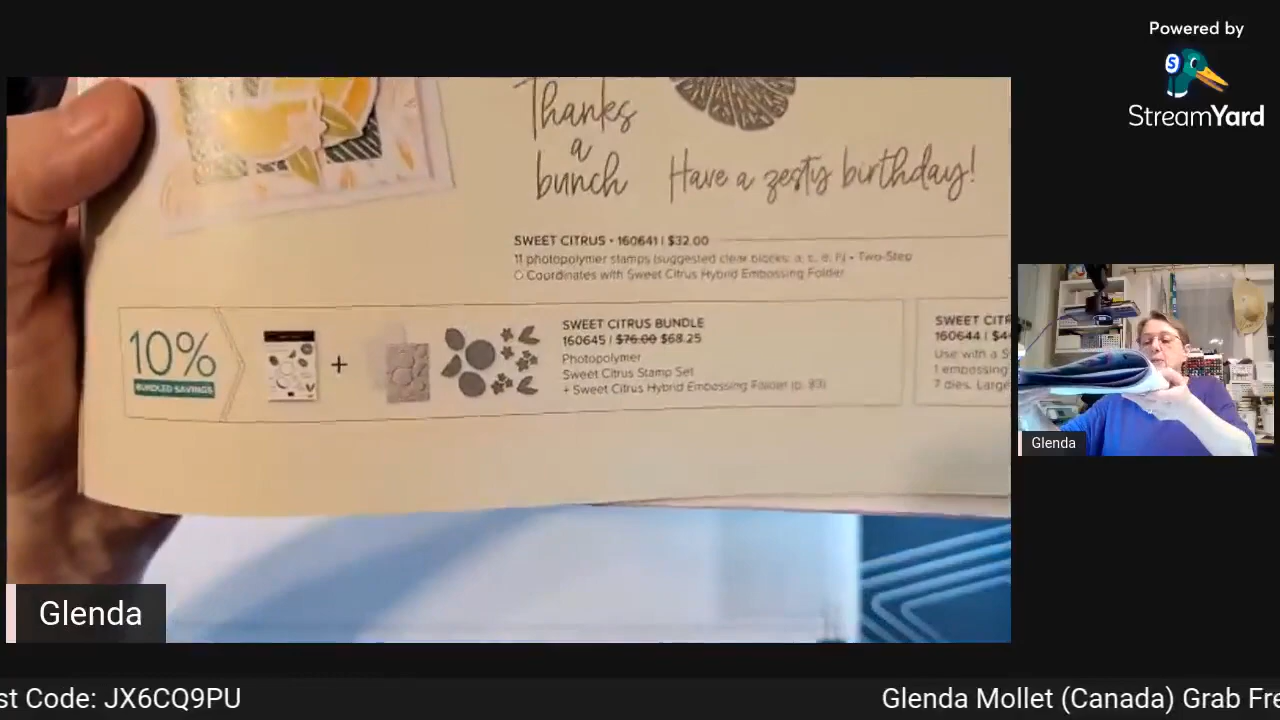 Powered by
S
StreamYard
Thanks
a
bunch
Have a zesty birthday!
SWEET CITRUS • 160641 | $32.00
11 photopolymer stamps (suggested clear blocks: a, c, e, h) • Two-Step
Coordinates with Sweet Citrus Hybrid Embossing Folder
10%
BUNDLED SAVINGS
+
SWEET CITRUS BUNDLE
160645 | $76.00 $68.25
Photopolymer
Sweet Citrus Stamp Set
+ Sweet Citrus Hybrid Embossing Folder (p. 83)
SWEET CITR
160644 | $4
Use with a S
1 embossing
7 dies. Large
Glenda
Glenda
st Code: JX6CQ9PU
Glenda Mollet (Canada) Grab Fre